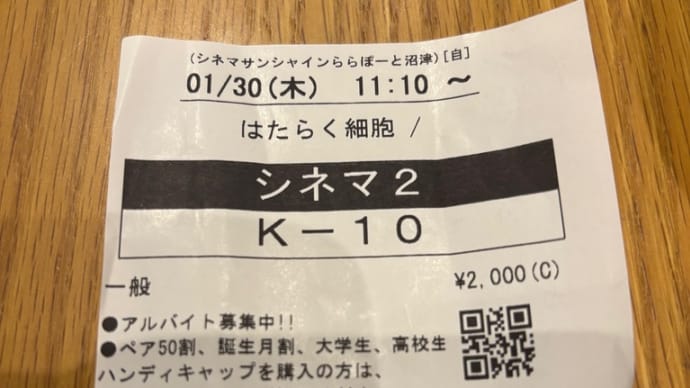 (シネマサンシャインららぽーと沼津)[自]
01/30(木) 11:10 ～
はたらく細胞 /
シネマ2
K－10
一般 ¥2,000(C)
●アルバイト募集中!!
●ペア50割、誕生月割、大学生、高校生
ハンディキャップを購入の方は、